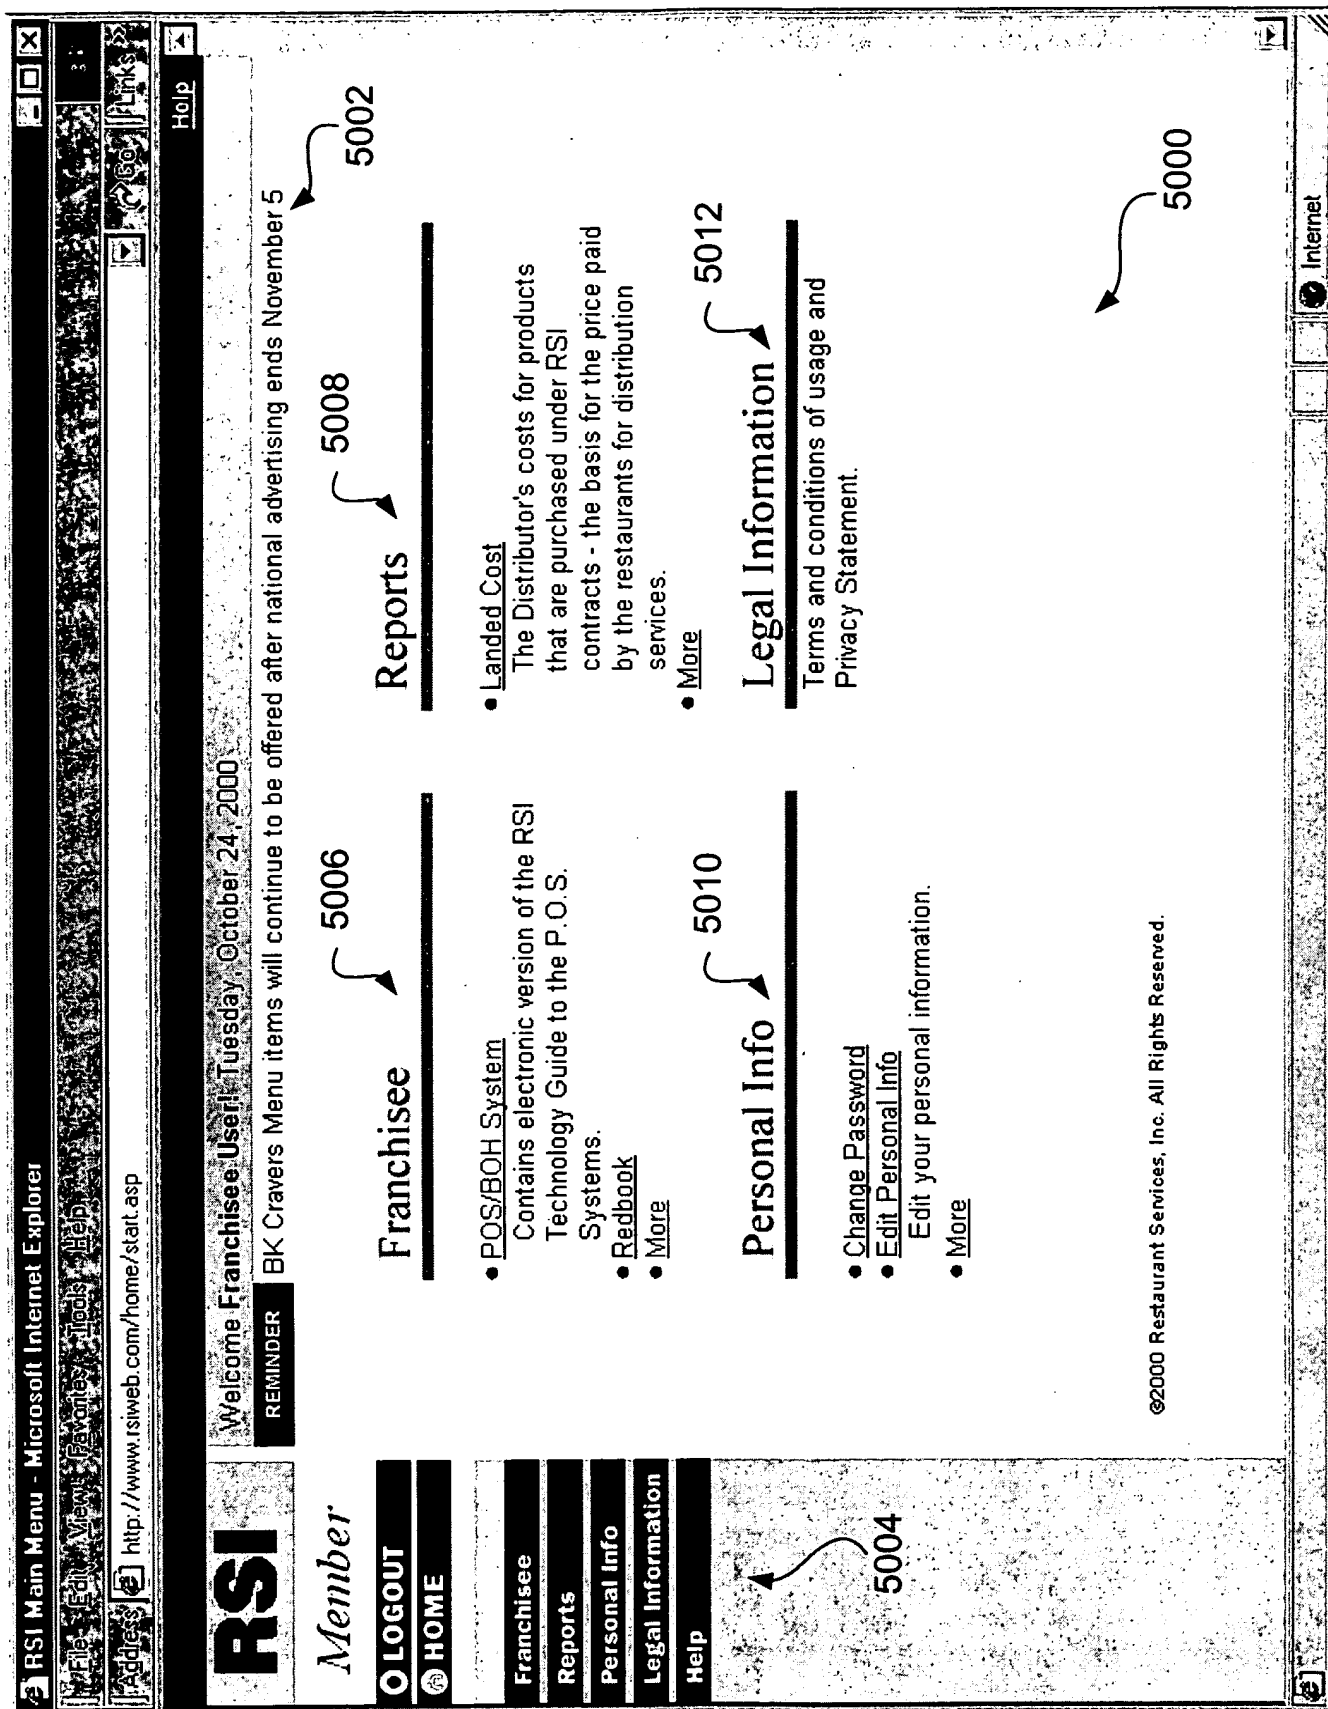 RSI Main Menu - Microsoft Internet Explorer
File Edit View Favorites Tools Help
Address http://www.rsiweb.com/home/start.asp
Go Links »
Help
RSI
Welcome Franchisee User! Tuesday, October 24, 2000
REMINDER BK Cravers Menu items will continue to be offered after national advertising ends November 5
5002
Member
LOGOUT
HOME
Franchisee
Reports
Personal Info
Legal Information
Help
5004
Franchisee
5006
• POS/BOH System
Contains electronic version of the RSI
Technology Guide to the P.O.S.
Systems.
• Redbook
• More
Reports
5008
• Landed Cost
The Distributor's costs for products
that are purchased under RSI
contracts - the basis for the price paid
by the restaurants for distribution
services.
• More
Personal Info
5010
• Change Password
• Edit Personal Info
Edit your personal information.
• More
Legal Information
5012
Terms and conditions of usage and
Privacy Statement.
5000
©2000 Restaurant Services, Inc. All Rights Reserved.
Internet